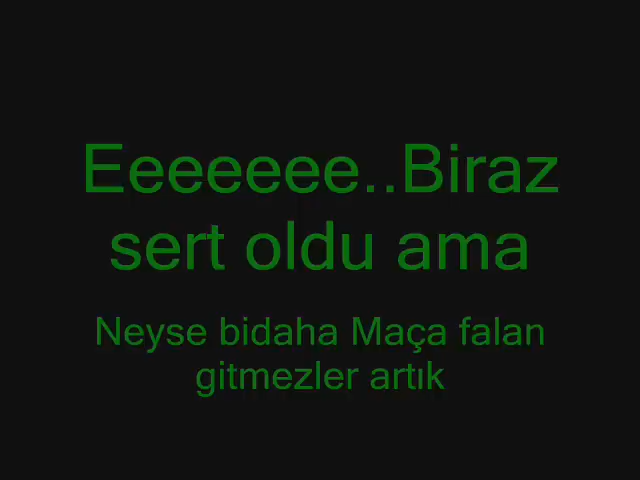 Eeeeeee..Biraz
sert oldu ama
Neyse bidaha Maça falan
gitmezler artık